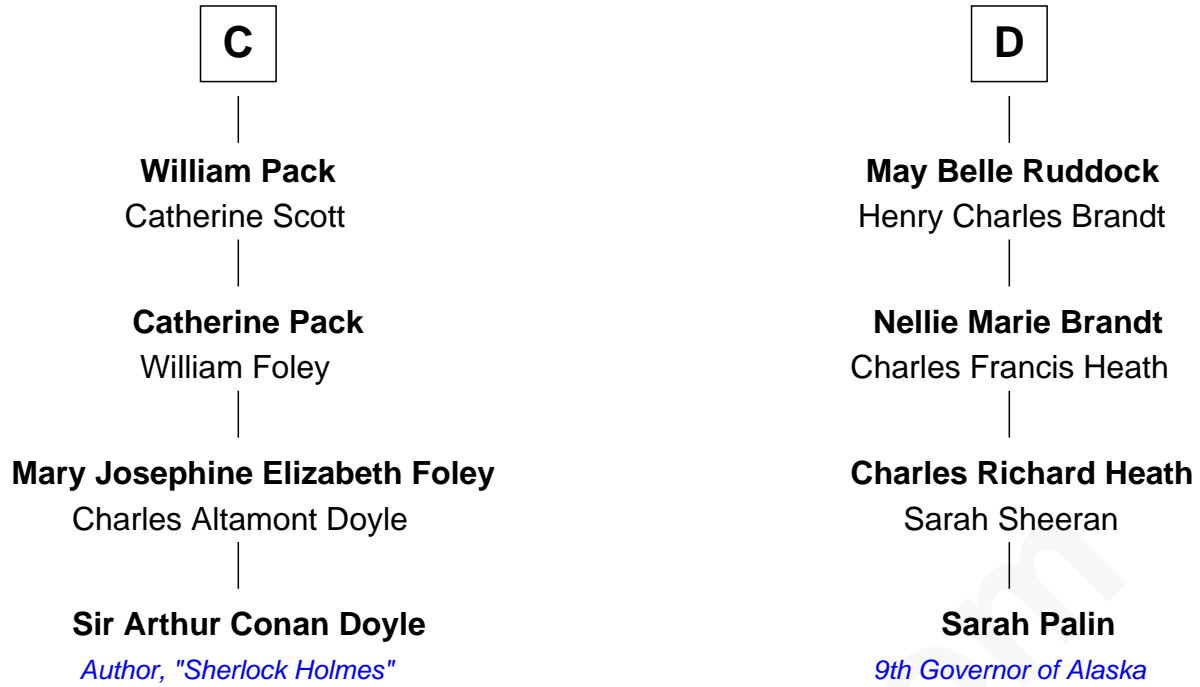 C
William Pack
Catherine Scott
Catherine Pack
William Foley
Mary Josephine Elizabeth Foley
Charles Altamont Doyle
Sir Arthur Conan Doyle
Author, "Sherlock Holmes"
D
May Belle Ruddock
Henry Charles Brandt
Nellie Marie Brandt
Charles Francis Heath
Charles Richard Heath
Sarah Sheeran
Sarah Palin
9th Governor of Alaska